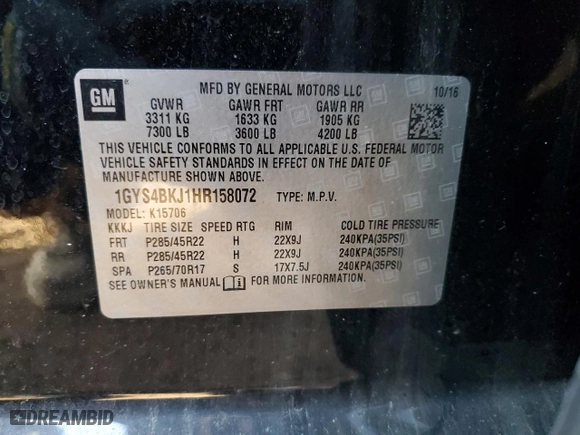 GM
MFD BY GENERAL MOTORS LLC 10/16
GVWR GAWR FRT GAWR RR
3311 KG 1633 KG 1905 KG
7300 LB 3600 LB 4200 LB
THIS VEHICLE CONFORMS TO ALL APPLICABLE U.S. FEDERAL MOTOR
VEHICLE SAFETY STANDARDS IN EFFECT ON THE DATE OF
MANUFACTURE SHOWN ABOVE.
1GYS4BKJ1HR158072 TYPE: M.P.V.
MODEL: K15706
KKKJ TIRE SIZE SPEED RTG RIM COLD TIRE PRESSURE
FRT P285/45R22 H 22X9J 240KPA(35PSI)
RR P285/45R22 H 22X9J 240KPA(35PSI)
SPA P265/70R17 S 17X7.5J 240KPA(35PSI)
SEE OWNER'S MANUAL FOR MORE INFORMATION.
DREAMBID